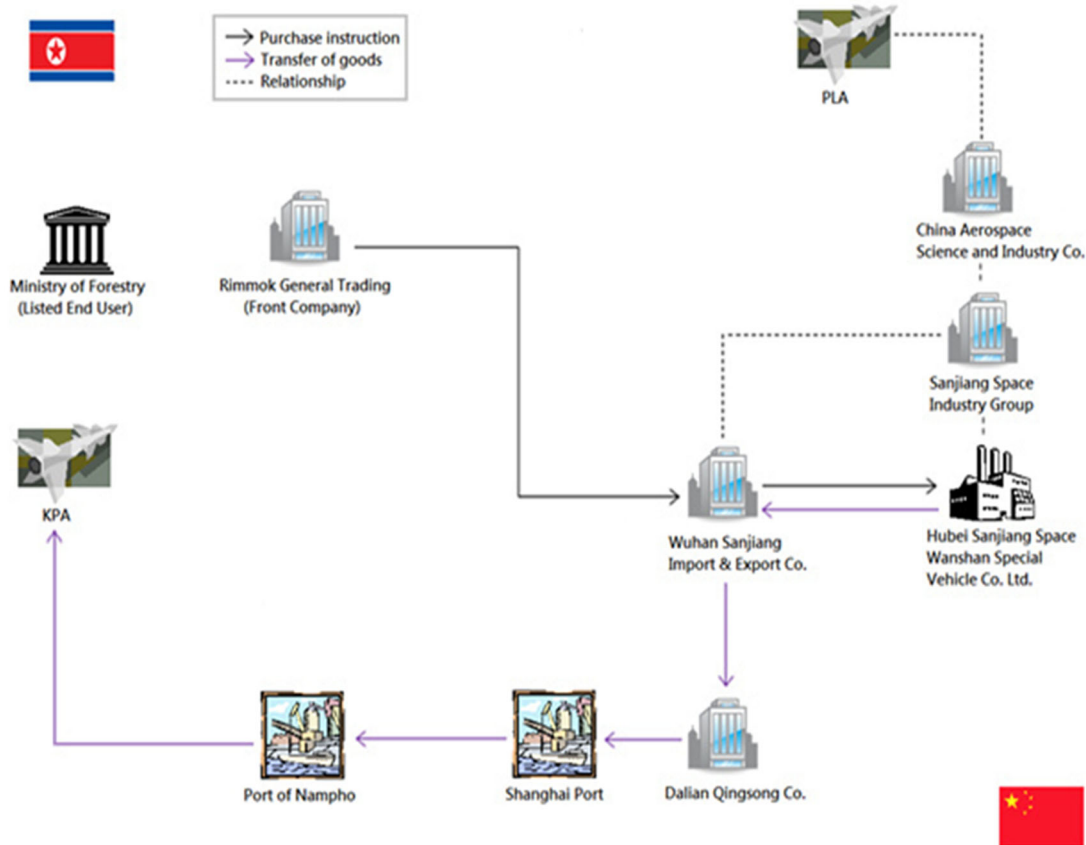 Purchase instruction
Transfer of goods
Relationship
PLA
China Aerospace
Science and Industry Co.
Ministry of Forestry
(Listed End User)
Rimmok General Trading
(Front Company)
Sanjiang Space
Industry Group
KPA
Wuhan Sanjiang
Import & Export Co.
Hubei Sanjiang Space
Wanshan Special
Vehicle Co. Ltd.
Port of Nampho
Shanghai Port
Dalian Qingsong Co.